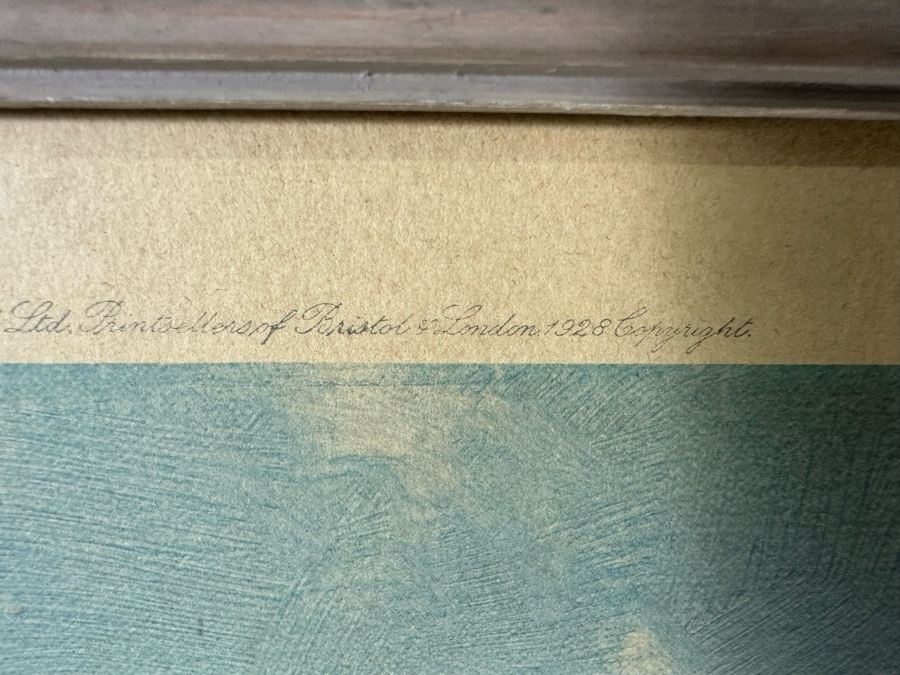 Ltd. Printsellers of Bristol & London. 1928 Copyright.